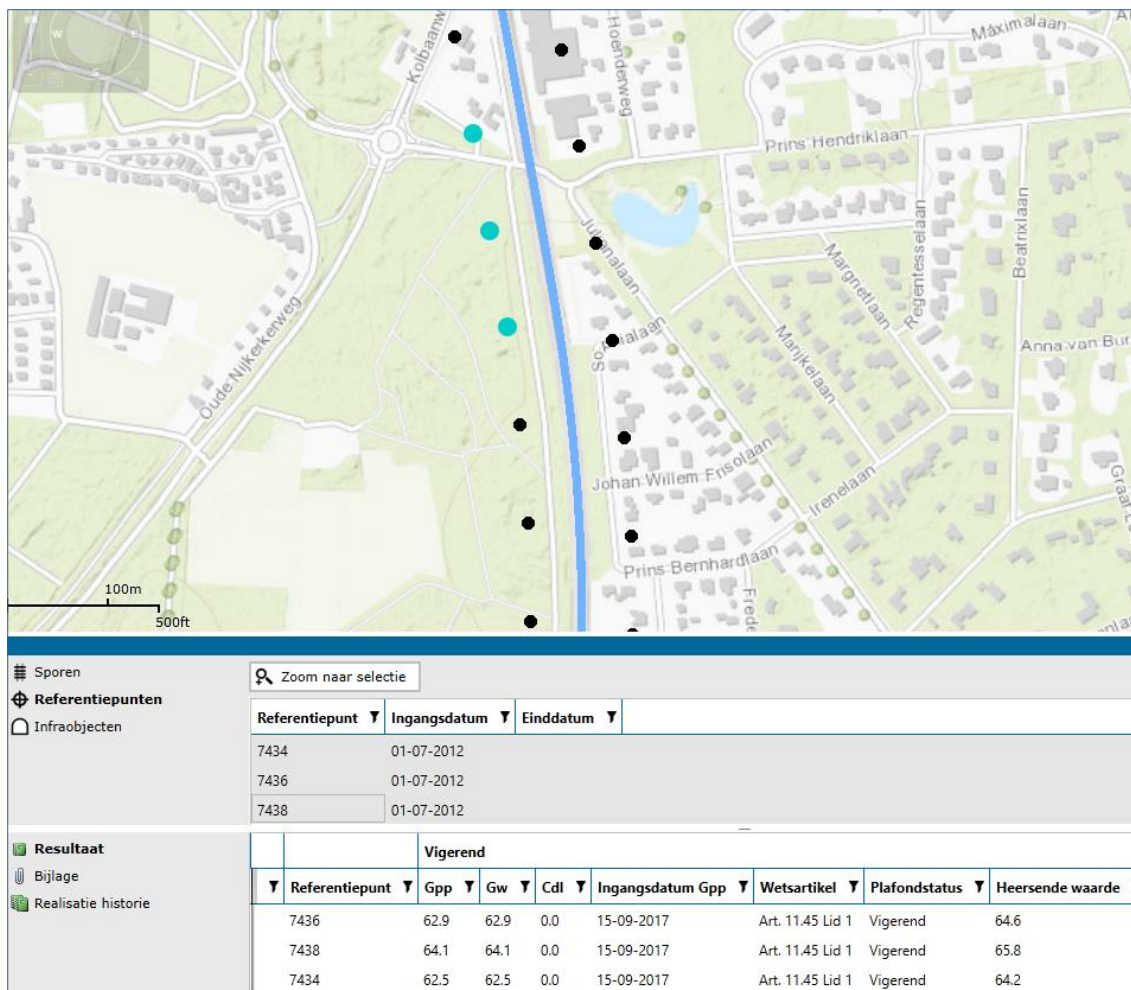 W
E
S
Kolbaanw
Hoenderweg
Maximalaan
Prins Hendriklaan
Julianalaan
Margrietlaan
Regentesselaan
Beatrixlaan
Oude Nijkerkerweg
Marijkelaan
Anna van Bur
Johan Willem Frisolaan
Irenelaan
Graaf
Prins Bernhardlaan
Frede
100m
500ft
Sporen
Referentiepunten
Infraobjecten
Zoom naar selectie
Referentiepunt Ingangsdatum Einddatum
7434 01-07-2012
7436 01-07-2012
7438 01-07-2012
Resultaat
Bijlage
Realisatie historie
Vigerend
Referentiepunt Gpp Gw Cdl Ingangsdatum Gpp Wetsartikel Plafondstatus Heersende waarde
7436 62.9 62.9 0.0 15-09-2017 Art. 11.45 Lid 1 Vigerend 64.6
7438 64.1 64.1 0.0 15-09-2017 Art. 11.45 Lid 1 Vigerend 65.8
7434 62.5 62.5 0.0 15-09-2017 Art. 11.45 Lid 1 Vigerend 64.2